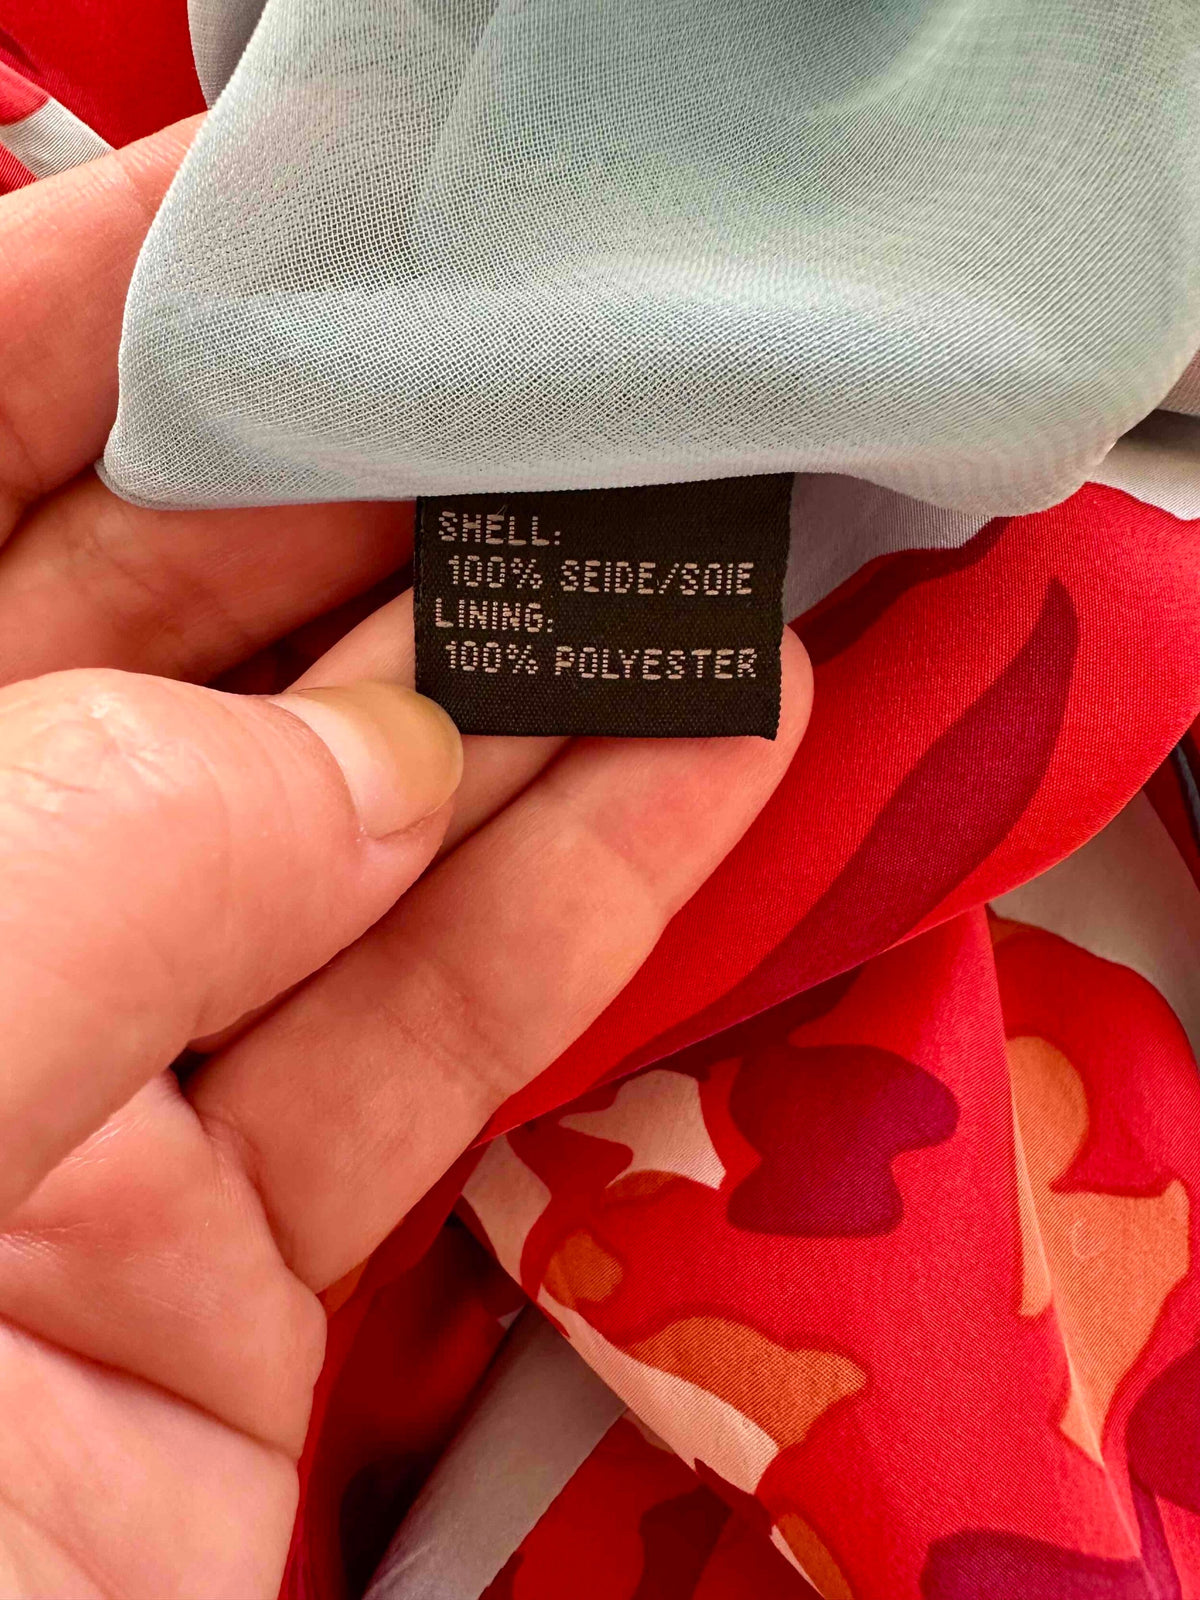 SHELL:
100% SEIDE/SOIE
LINING:
100% POLYESTER